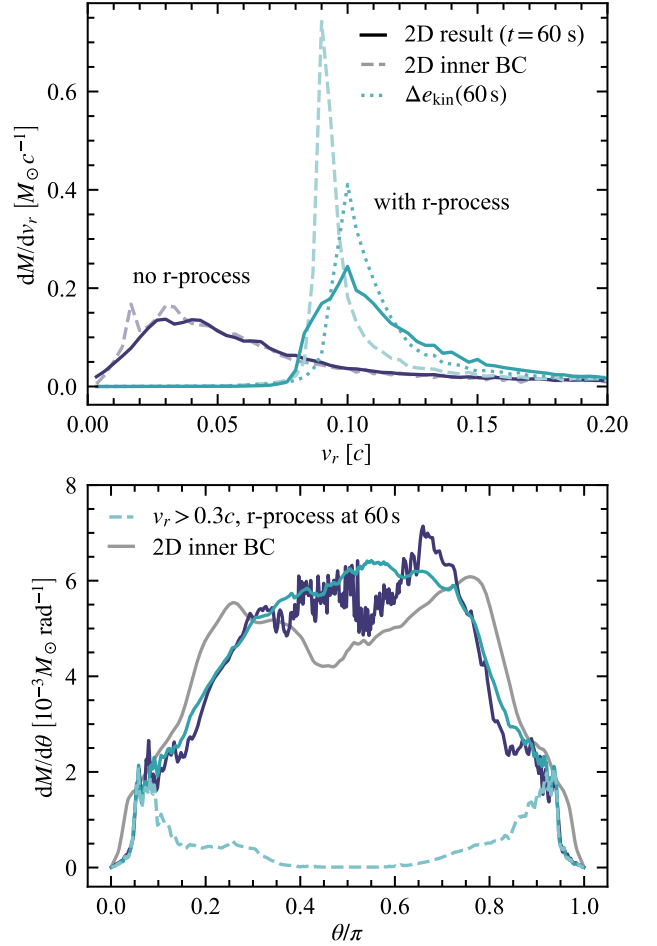 2D result (t = 60 s)
2D inner BC
Δe_kin(60 s)
with r-process
no r-process
dM/dv_r [M_⊙ c⁻¹]
0.6
0.4
0.2
0.0
0.00 0.05 0.10 0.15 0.20
v_r [c]
v_r > 0.3c, r-process at 60 s
2D inner BC
dM/dθ [10⁻³ M_⊙ rad⁻¹]
8
6
4
2
0
0.0 0.2 0.4 0.6 0.8 1.0
θ/π